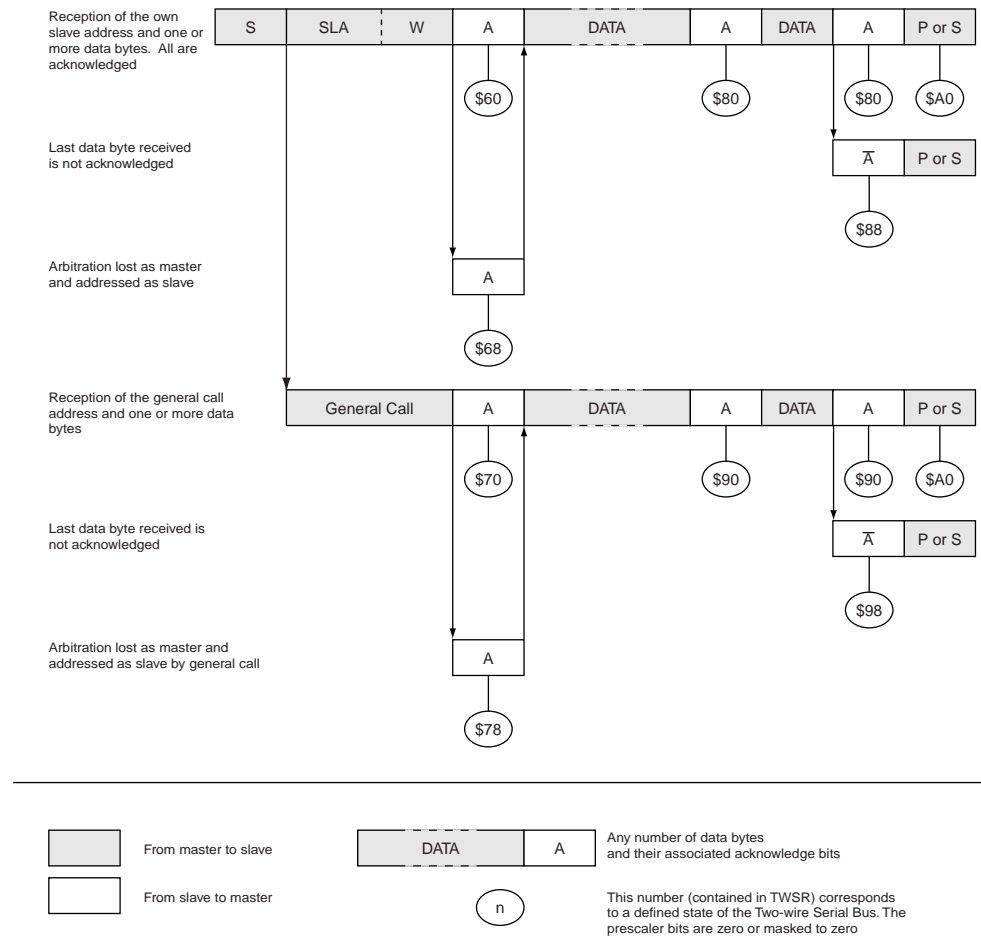 Reception of the own
slave address and one or
more data bytes. All are
acknowledged
S SLA W A DATA A DATA A P or S
$60 $80 $80 $A0
Last data byte received
is not acknowledged
A̅ P or S
$88
Arbitration lost as master
and addressed as slave
A
$68
Reception of the general call
address and one or more data
bytes
General Call A DATA A DATA A P or S
$70 $90 $90 $A0
Last data byte received is
not acknowledged
A̅ P or S
$98
Arbitration lost as master and
addressed as slave by general call
A
$78
From master to slave
DATA A
Any number of data bytes
and their associated acknowledge bits
From slave to master
n
This number (contained in TWSR) corresponds
to a defined state of the Two-wire Serial Bus. The
prescaler bits are zero or masked to zero